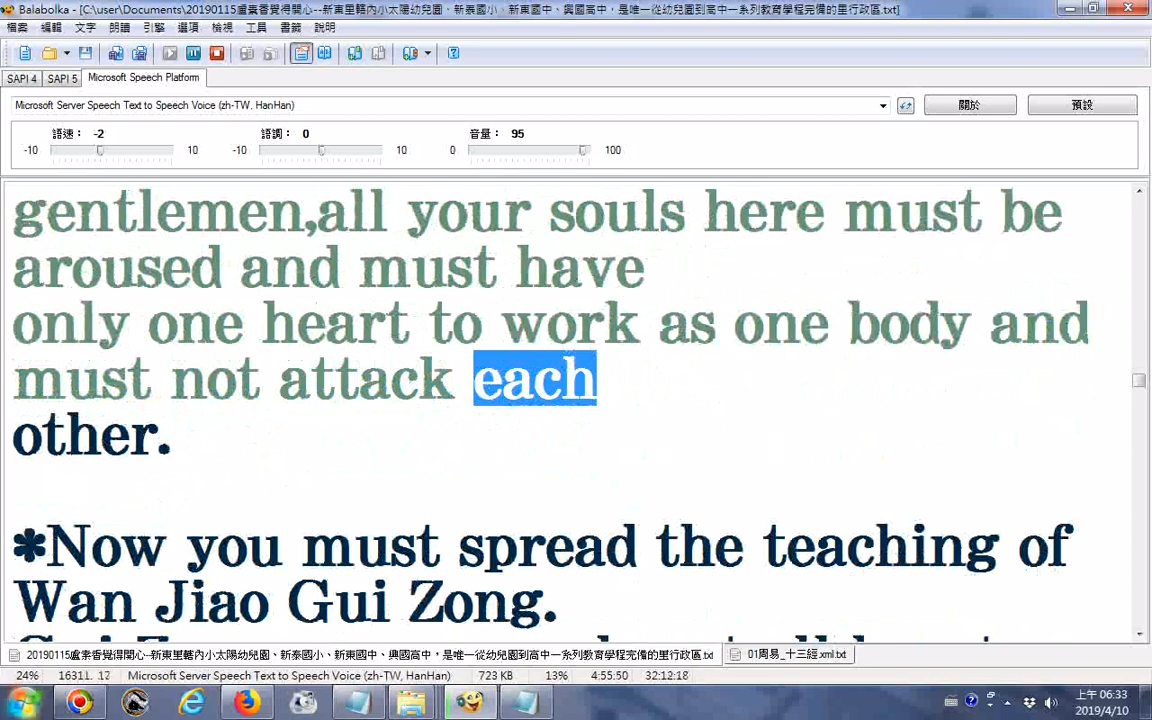 Balabolka - [C:\user\Documents\20190115盧素香覺得開心--新東里轄內小太陽幼兒園、新泰國小、新東國中、興國高中，是唯一從幼兒園到高中一系列教育學程完備的里行政區.txt]
檔案 編輯 文字 朗讀 引擎 選項 檢視 工具 書籤 說明
SAPI 4 SAPI 5 Microsoft Speech Platform
Microsoft Server Speech Text to Speech Voice (zh-TW, HanHan) 關於 預設
語速： -2 語調： 0 音量： 95
-10 10 -10 10 0 100
gentlemen,all your souls here must be
aroused and must have
only one heart to work as one body and
must not attack each
other.
*Now you must spread the teaching of
Wan Jiao Gui Zong.
20190115盧素香覺得開心--新東里轄內小太陽幼兒園、新泰國小、新東國中、興國高中，是唯一從幼兒園到高中一系列教育學程完備的里行政區.txt 01周易_十三經.xml.txt
24% 16311. 12 Microsoft Server Speech Text to Speech Voice (zh-TW, HanHan) 723 KB 13% 4:55:50 32:12:18
上午 06:33
2019/4/10